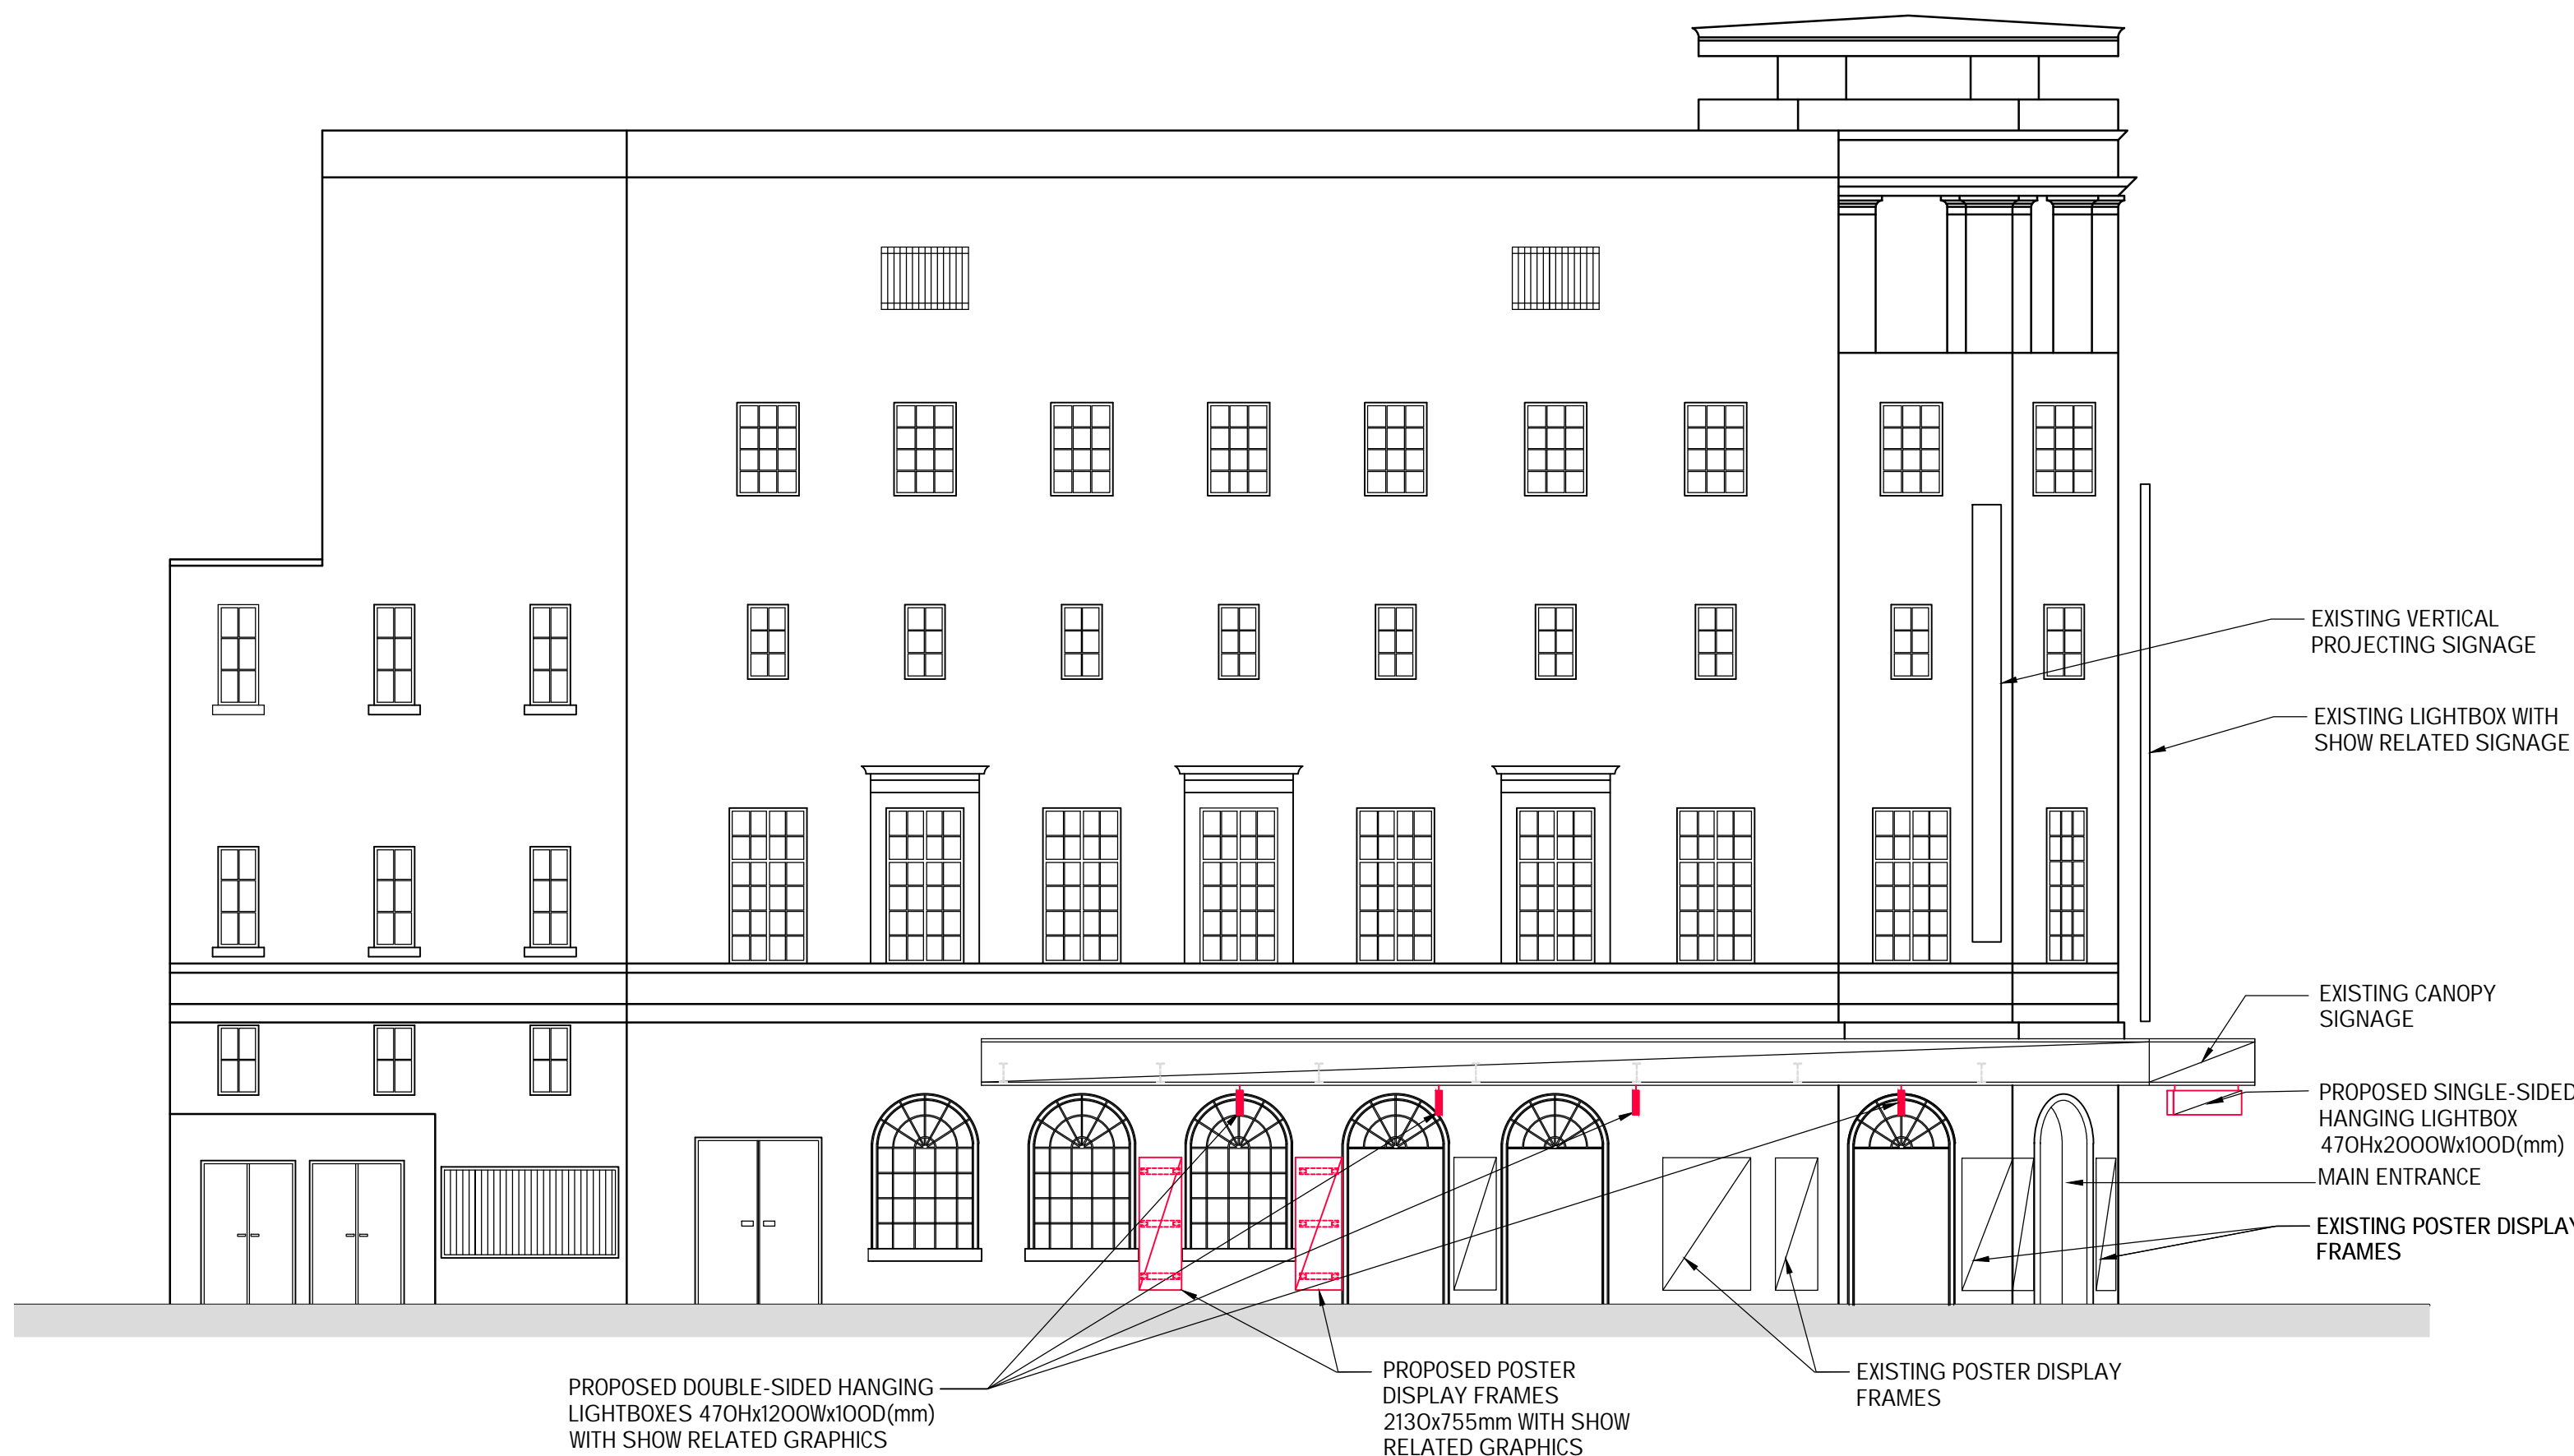 EXISTING VERTICAL
PROJECTING SIGNAGE
EXISTING LIGHTBOX WITH
SHOW RELATED SIGNAGE
EXISTING CANOPY
SIGNAGE
PROPOSED SINGLE-SIDED
HANGING LIGHTBOX
470Hx2000Wx100D(mm)
MAIN ENTRANCE
EXISTING POSTER DISPLAY
FRAMES
PROPOSED DOUBLE-SIDED HANGING
LIGHTBOXES 470Hx1200Wx100D(mm)
WITH SHOW RELATED GRAPHICS
PROPOSED POSTER
DISPLAY FRAMES
2130x755mm WITH SHOW
RELATED GRAPHICS
EXISTING POSTER DISPLAY
FRAMES